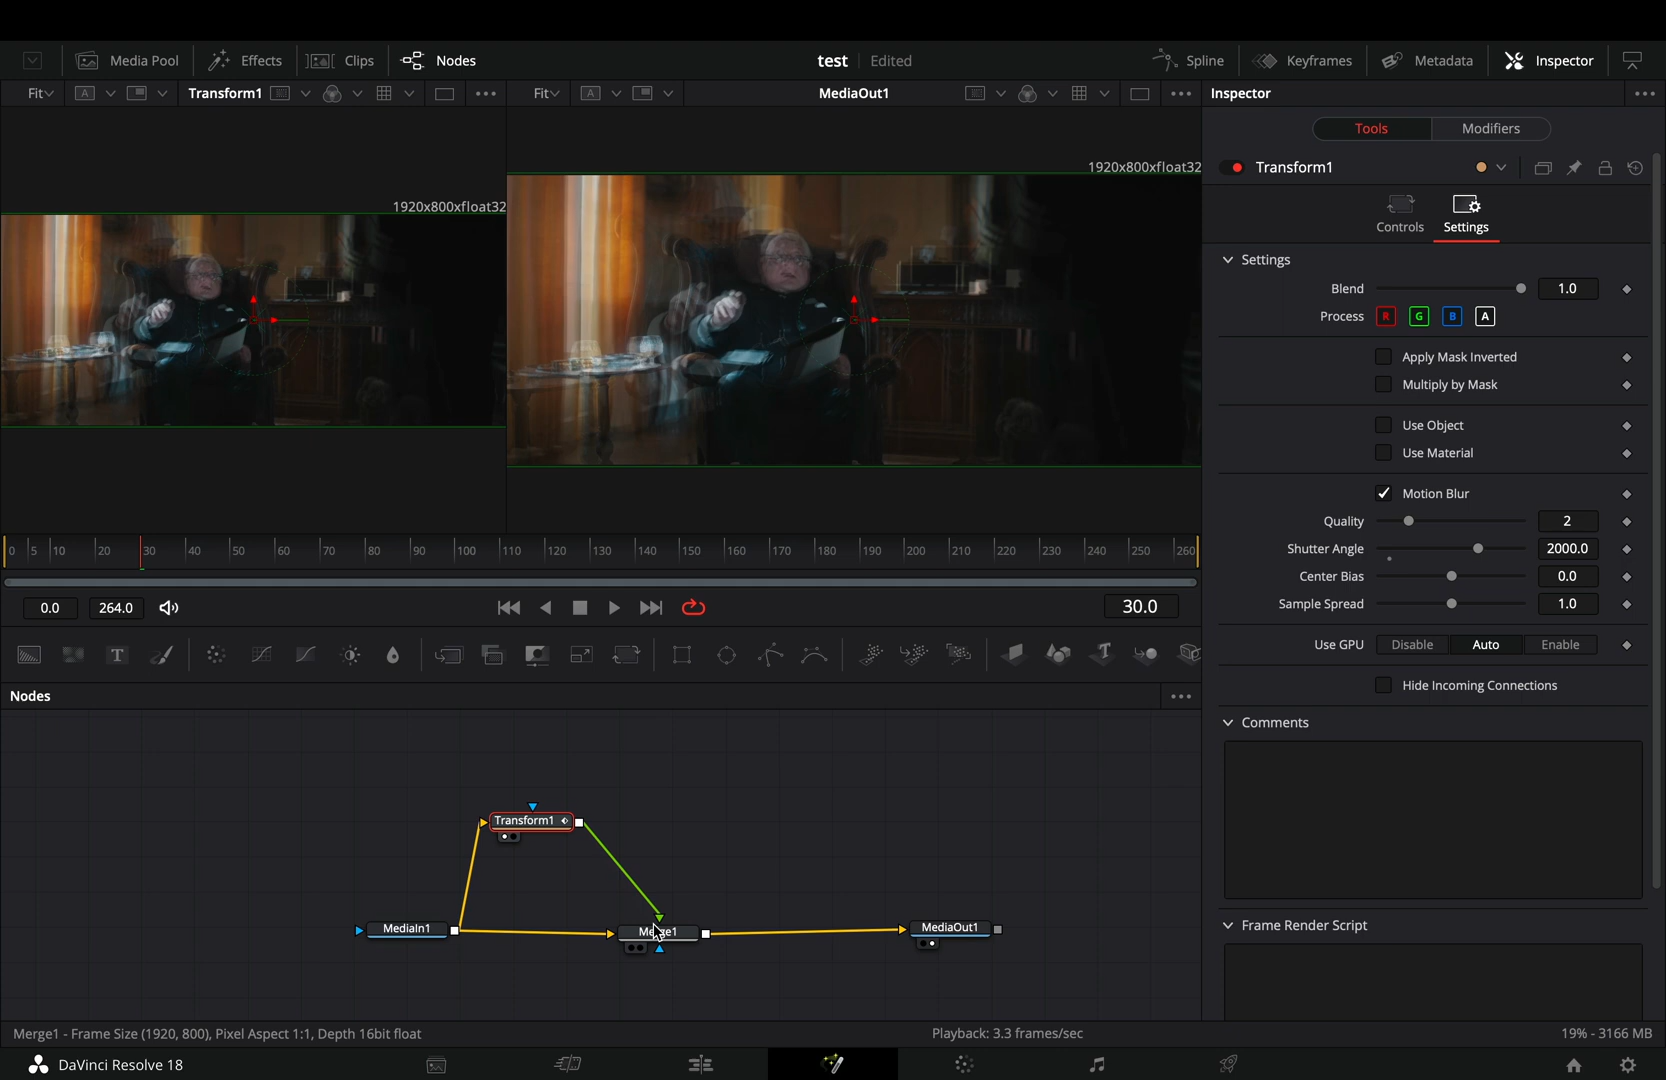 Media Pool
Effects
Clips
Nodes
test
Edited
Spline
Keyframes
Metadata
Inspector
Fit
A
Transform1
Fit
A
MediaOut1
Inspector
Tools
Modifiers
1920x800xfloat32
1920x800xfloat32
Transform1
Controls
Settings
Settings
Blend
1.0
Process
R
G
B
A
Apply Mask Inverted
Multiply by Mask
Use Object
Use Material
Motion Blur
Quality
2
Shutter Angle
2000.0
Center Bias
0.0
Sample Spread
1.0
Use GPU
Disable
Auto
Enable
Hide Incoming Connections
Comments
Frame Render Script
0 5 10 20 30 40 50 60 70 80 90 100 110 120 130 140 150 160 170 180 190 200 210 220 230 240 250 260
0.0
264.0
30.0
T
T
Nodes
Transform1
MediaIn1
Merge1
MediaOut1
Merge1 - Frame Size (1920, 800), Pixel Aspect 1:1, Depth 16bit float
Playback: 3.3 frames/sec
19% - 3166 MB
DaVinci Resolve 18